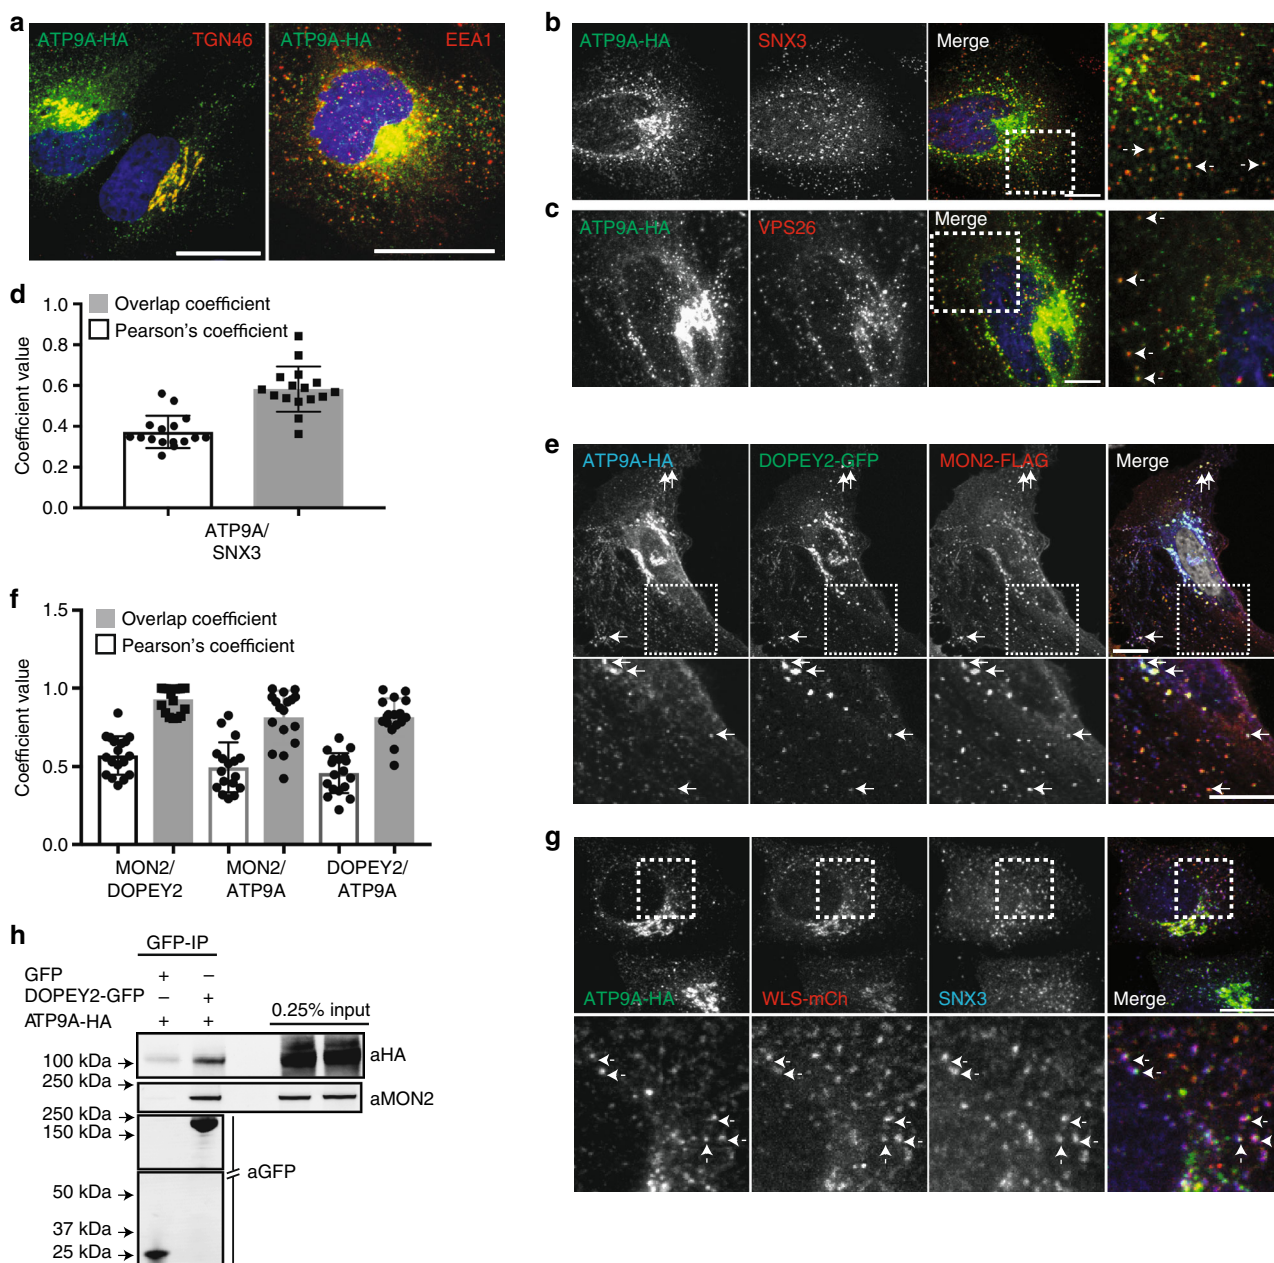 a
ATP9A-HA TGN46
ATP9A-HA EEA1
b
ATP9A-HA
SNX3
Merge
c
ATP9A-HA
VPS26
Merge
d
Coefficient value
1.0
0.8
0.6
0.4
0.2
0.0
Overlap coefficient
Pearson's coefficient
ATP9A/
SNX3
e
ATP9A-HA
DOPEY2-GFP
MON2-FLAG
Merge
f
Coefficient value
1.5
1.0
0.5
0.0
Overlap coefficient
Pearson's coefficient
MON2/
DOPEY2
MON2/
ATP9A
DOPEY2/
ATP9A
g
ATP9A-HA
WLS-mCh
SNX3
Merge
h
GFP-IP
GFP + –
DOPEY2-GFP – +
ATP9A-HA + +
0.25% input
100 kDa
aHA
250 kDa
aMON2
250 kDa
150 kDa
aGFP
50 kDa
37 kDa
25 kDa